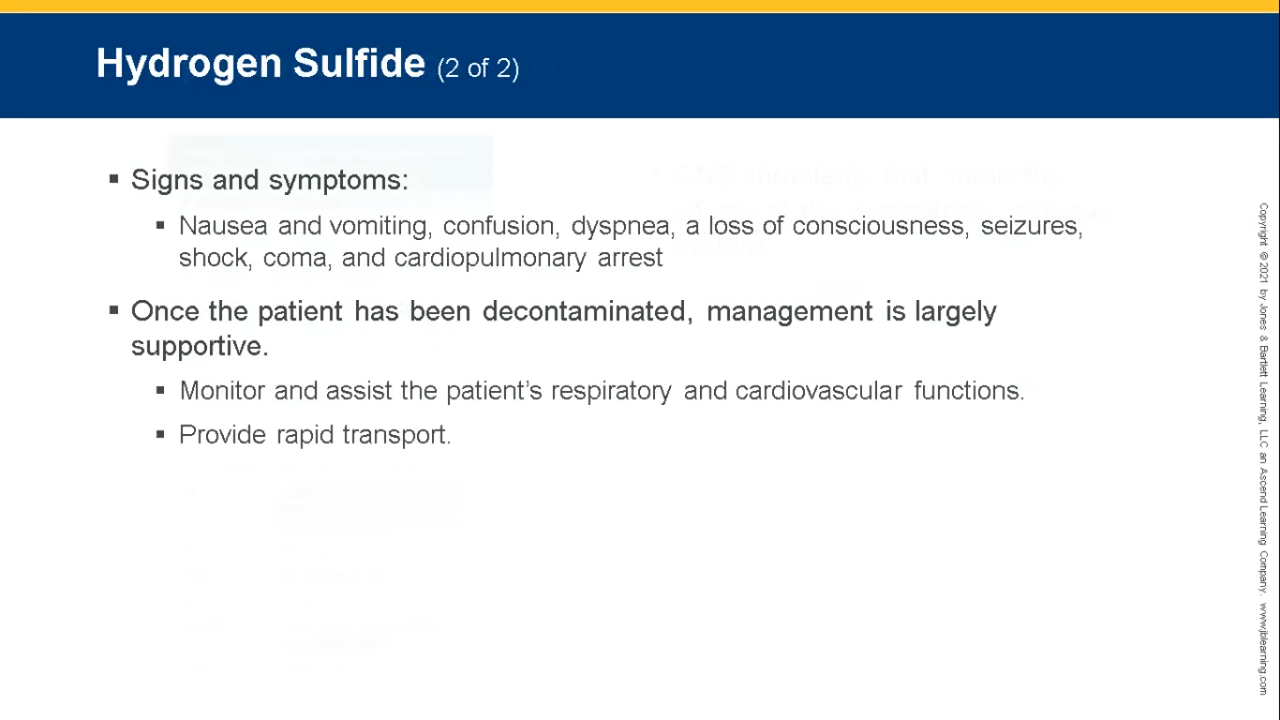 Hydrogen Sulfide (2 of 2)
▪ Signs and symptoms:
▪ Nausea and vomiting, confusion, dyspnea, a loss of consciousness, seizures,
shock, coma, and cardiopulmonary arrest
▪ Once the patient has been decontaminated, management is largely
supportive.
▪ Monitor and assist the patient’s respiratory and cardiovascular functions.
▪ Provide rapid transport.
Copyright © 2021 by Jones & Bartlett Learning, LLC an Ascend Learning Company. www.jblearning.com